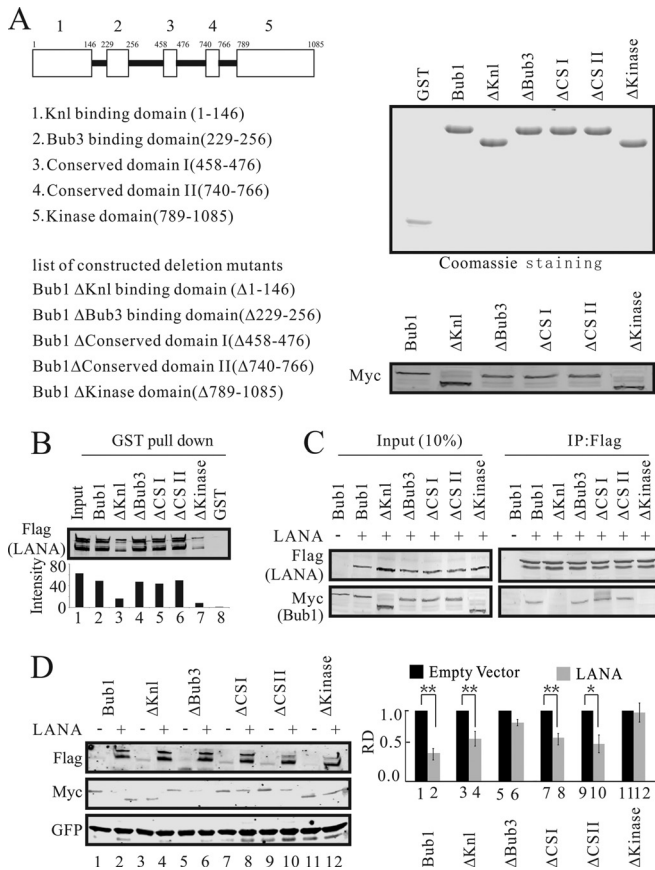 A
1 2 3 4 5
1 146 229 256 458 476 740 766 789 1085
1.Knl binding domain (1-146)
2.Bub3 binding domain(229-256)
3.Conserved domain I(458-476)
4.Conserved domain II(740-766)
5.Kinase domain(789-1085)
list of constructed deletion mutants
Bub1 ΔKnl binding domain (Δ1-146)
Bub1 ΔBub3 binding domain(Δ229-256)
Bub1 ΔConserved domain I(Δ458-476)
Bub1ΔConserved domain II(Δ740-766)
Bub1 ΔKinase domain(Δ789-1085)
GST Bub1 ΔKnl ΔBub3 ΔCS I ΔCS II ΔKinase
Coomassie staining
Bub1 ΔKnl ΔBub3 ΔCS I ΔCS II ΔKinase
Myc
B
GST pull down
Input Bub1 ΔKnl ΔBub3 ΔCS I ΔCS II ΔKinase GST
Flag
(LANA)
Intensity
80
40
0
1 2 3 4 5 6 7 8
C
Input (10%) IP:Flag
Bub1 Bub1 ΔKnl ΔBub3 ΔCS I ΔCS II ΔKinase Bub1 Bub1 ΔKnl ΔBub3 ΔCS I ΔCS II ΔKinase
LANA - + + + + + + - + + + + + +
Flag
(LANA)
Myc
(Bub1)
D
Bub1 ΔKnl ΔBub3 ΔCSI ΔCSII ΔKinase
LANA - + - + - + - + - + - +
Flag
Myc
GFP
1 2 3 4 5 6 7 8 9 10 11 12
Empty Vector LANA
** ** ** *
RD
1.0
0.5
0.0
1 2 3 4 5 6 7 8 9 10 11 12
Bub1 ΔKnl ΔBub3 ΔCSI ΔCSII ΔKinase